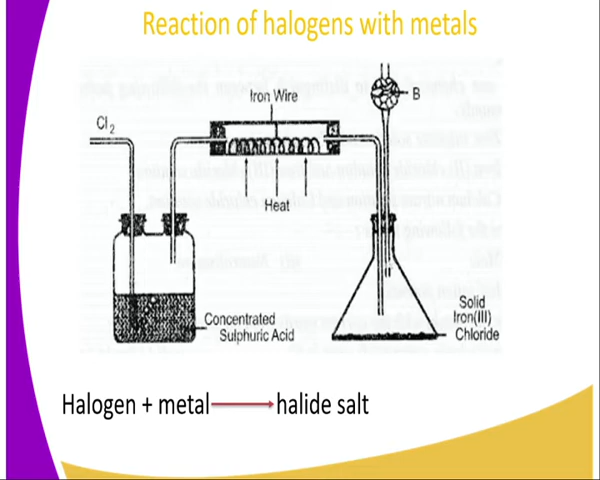 Reaction of halogens with metals
Iron Wire
B
Cl2
Heat
Concentrated
Sulphuric Acid
Solid
Iron(III)
Chloride
Halogen + metal → halide salt